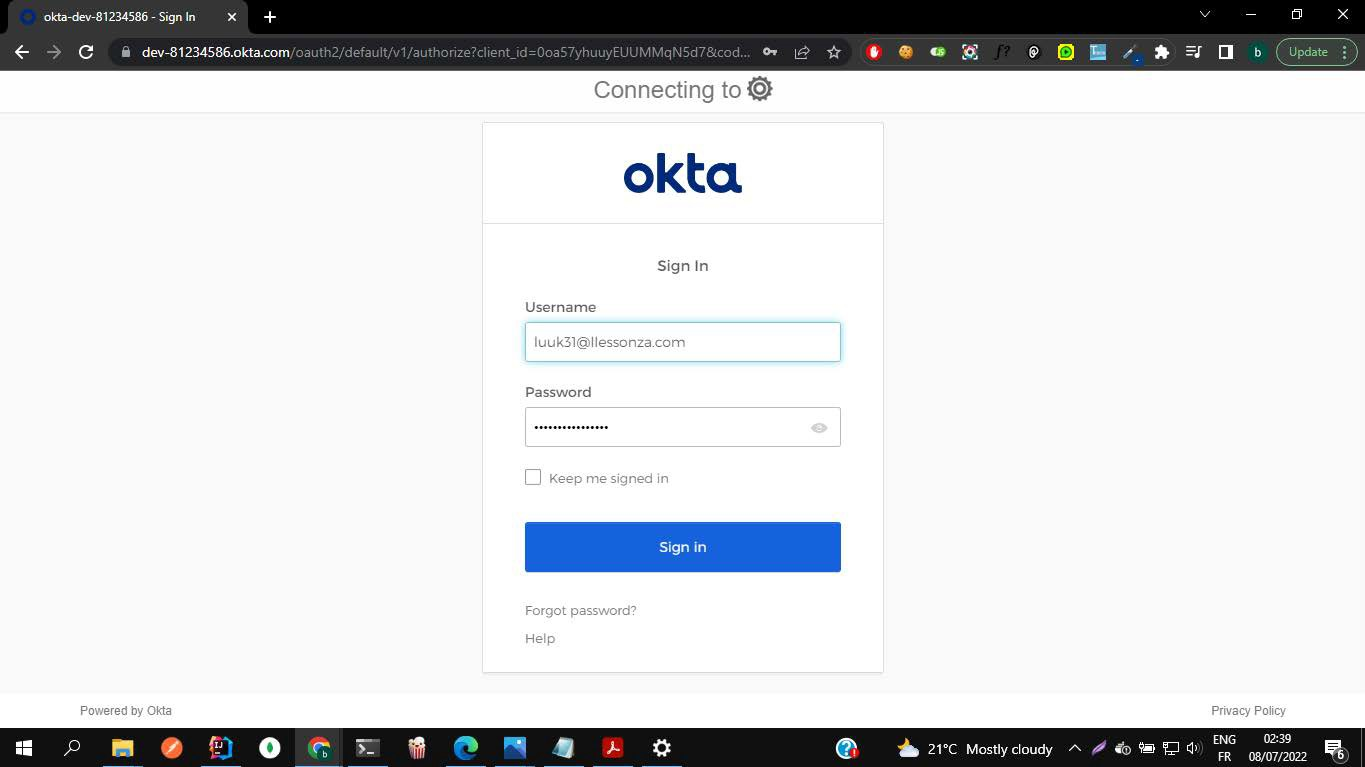 okta-dev-81234586 - Sign In
dev-81234586.okta.com/oauth2/default/v1/authorize?client_id=0oa57yhuuyEUUMMqN5d7&cod...
b
Update
Connecting to
okta
Sign In
Username
luuk31@llessonza.com
Password
••••••••••••••••
Keep me signed in
Sign in
Forgot password?
Help
Powered by Okta
Privacy Policy
21°C Mostly cloudy
ENG
FR
02:39
08/07/2022
6